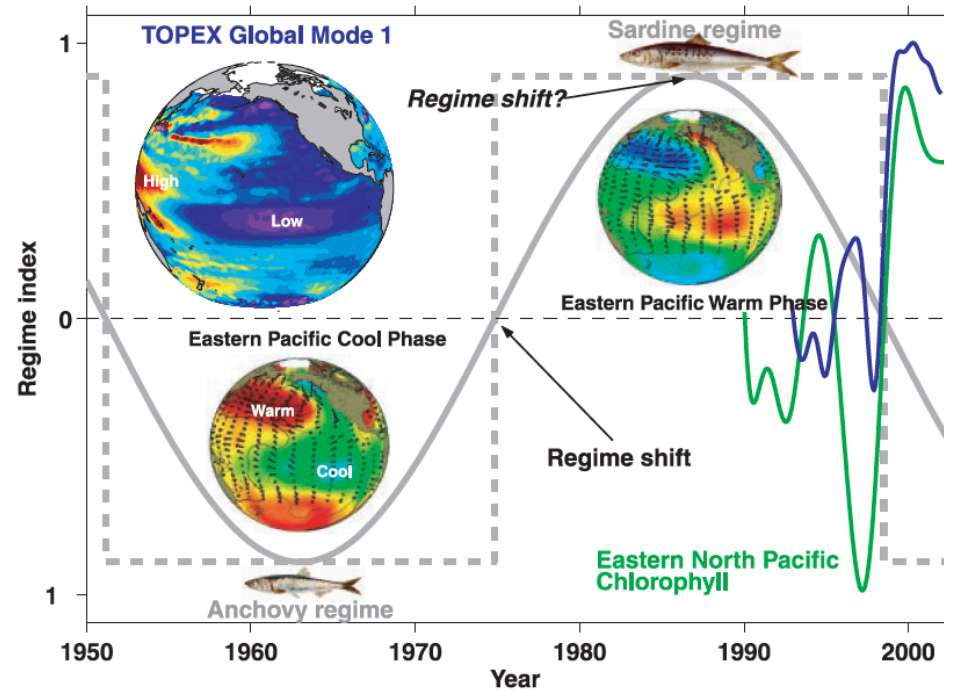 TOPEX Global Mode 1
Sardine regime
Regime shift?
High
Low
Eastern Pacific Warm Phase
Eastern Pacific Cool Phase
Warm
Cool
Regime shift
Eastern North Pacific
Chlorophyll
Anchovy regime
Regime index
1
0
1
1950
1960
1970
1980
1990
2000
Year